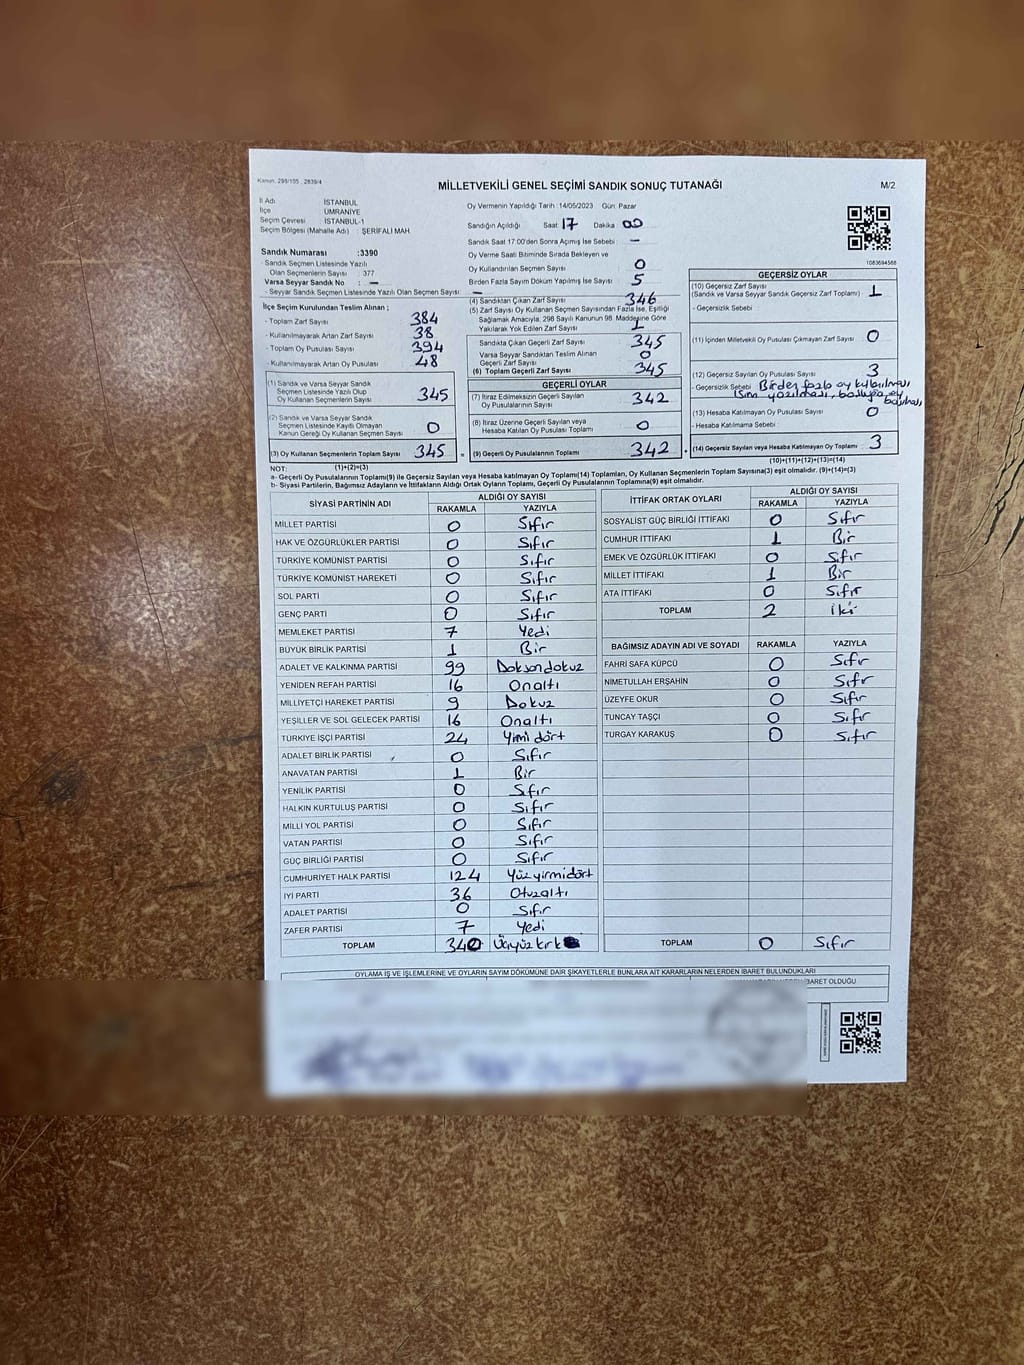 Kanun. 298/105 , 2839/4
MİLLETVEKİLİ GENEL SEÇİMİ SANDIK SONUÇ TUTANAĞI
M/2
İl Adı İSTANBUL
İlçe ÜMRANİYE
Seçim Çevresi İSTANBUL-1
Seçim Bölgesi (Mahalle Adı) : ŞERİFALİ MAH
Sandık Numarası :3390
- Sandık Seçmen Listesinde Yazılı
Olan Seçmenlerin Sayısı : 377
Varsa Seyyar Sandık No : —
- Seyyar Sandık Seçmen Listesinde Yazılı Olan Seçmen Sayısı: —
İlçe Seçim Kurulundan Teslim Alınan ;
- Toplam Zarf Sayısı 384
- Kullanılmayarak Artan Zarf Sayısı 38
- Toplam Oy Pusulası Sayısı 394
- Kullanılmayarak Artan Oy Pusulası 48
(1) Sandık ve Varsa Seyyar Sandık
Seçmen Listesinde Yazılı Olup
Oy Kullanan Seçmenlerin Sayısı 345
(2) Sandık ve Varsa Seyyar Sandık
Seçmen Listesinde Kayıtlı Olmayan
Kanun Gereği Oy Kullanan Seçmen Sayısı 0
(3) Oy Kullanan Seçmenlerin Toplam Sayısı 345
(1)+(2)=(3)
Oy Vermenin Yapıldığı Tarih : 14/05/2023 Gün: Pazar
Sandığın Açıldığı Saat 17 Dakika 00
Sandık Saat 17:00'den Sonra Açımış İse Sebebi —
Oy Verme Saati Bitiminde Sırada Bekleyen ve
Oy Kullandırılan Seçmen Sayısı 0
Birden Fazla Sayım Döküm Yapılmış İse Sayısı 5
(4) Sandıktan Çıkan Zarf Sayısı 346
(5) Zarf Sayısı Oy Kullanan Seçmen Sayısından Fazla İse, Eşitliği
Sağlamak Amacıyla; 298 Sayılı Kanunun 98. Maddesine Göre
Yakılarak Yok Edilen Zarf Sayısı 1
Sandıkta Çıkan Geçerli Zarf Sayısı 345
Varsa Seyyar Sandıktan Teslim Alınan
Geçerli Zarf Sayısı 0
(6) Toplam Geçerli Zarf Sayısı 345
GEÇERLİ OYLAR
(7) İtiraz Edilmeksizin Geçerli Sayılan
Oy Pusulalarının Sayısı 342
(8) İtiraz Üzerine Geçerli Sayılan veya
Hesaba Katılan Oy Pusulası Toplamı 0
= (9) Geçerli Oy Pusulalarının Toplamı 342
1083694568
GEÇERSİZ OYLAR
(10) Geçersiz Zarf Sayısı
(Sandık ve Varsa Seyyar Sandık Geçersiz Zarf Toplamı) 1
- Geçersizlik Sebebi
(11) İçinden Milletvekili Oy Pusulası Çıkmayan Zarf Sayısı 0
(12) Geçersiz Sayılan Oy Pusulası Sayısı 3
- Geçersizlik Sebebi Birden fazla oy kullanılması
isim yazılması, boşluğa oy
basılması
(13) Hesaba Katılmayan Oy Pusulası Sayısı 0
- Hesaba Katılmama Sebebi
+ (14) Geçersiz Sayılan veya Hesaba Katılmayan Oy Toplamı 3
(10)+(11)+(12)+(13)=(14)
NOT:
a- Geçerli Oy Pusulalarının Toplamı(9) ile Geçersiz Sayılan veya Hesaba katılmayan Oy Toplamı(14) Toplamları, Oy Kullanan Seçmenlerin Toplam Sayısına(3) eşit olmalıdır. (9)+(14)=(3)
b- Siyasi Partilerin, Bağımsız Adayların ve İttifakların Aldığı Ortak Oyların Toplamı, Geçerli Oy Pusulalarının Toplamına(9) eşit olmalıdır.
SİYASİ PARTİNİN ADI ALDIĞI OY SAYISI
RAKAMLA YAZIYLA
MİLLET PARTİSİ 0 Sıfır
HAK VE ÖZGÜRLÜKLER PARTİSİ 0 Sıfır
TÜRKİYE KOMÜNİST PARTİSİ 0 Sıfır
TÜRKİYE KOMÜNİST HAREKETİ 0 Sıfır
SOL PARTİ 0 Sıfır
GENÇ PARTİ 0 Sıfır
MEMLEKET PARTİSİ 7 Yedi
BÜYÜK BİRLİK PARTİSİ 1 Bir
ADALET VE KALKINMA PARTİSİ 99 Doksandokuz
YENİDEN REFAH PARTİSİ 16 Onaltı
MİLLİYETÇİ HAREKET PARTİSİ 9 Dokuz
YEŞİLLER VE SOL GELECEK PARTİSİ 16 Onaltı
TÜRKİYE İŞÇİ PARTİSİ 24 Yirmi dört
ADALET BİRLİK PARTİSİ 0 Sıfır
ANAVATAN PARTİSİ 1 Bir
YENİLİK PARTİSİ 0 Sıfır
HALKIN KURTULUŞ PARTİSİ 0 Sıfır
MİLLİ YOL PARTİSİ 0 Sıfır
VATAN PARTİSİ 0 Sıfır
GÜÇ BİRLİĞİ PARTİSİ 0 Sıfır
CUMHURİYET HALK PARTİSİ 124 Yüzyirmidört
İYİ PARTİ 36 Otuzaltı
ADALET PARTİSİ 0 Sıfır
ZAFER PARTİSİ 7 Yedi
TOPLAM 340 Üçyüzkırk
İTTİFAK ORTAK OYLARI ALDIĞI OY SAYISI
RAKAMLA YAZIYLA
SOSYALİST GÜÇ BİRLİĞİ İTTİFAKI 0 Sıfır
CUMHUR İTTİFAKI 1 Bir
EMEK VE ÖZGÜRLÜK İTTİFAKI 0 Sıfır
MİLLET İTTİFAKI 1 Bir
ATA İTTİFAKI 0 Sıfır
TOPLAM 2 İki
BAĞIMSIZ ADAYIN ADI VE SOYADI RAKAMLA YAZIYLA
FAHRİ SAFA KÜPCÜ 0 Sıfır
NİMETULLAH ERŞAHİN 0 Sıfır
ÜZEYFE OKUR 0 Sıfır
TUNCAY TAŞÇI 0 Sıfır
TURGAY KARAKUŞ 0 Sıfır
TOPLAM 0 Sıfır
OYLAMA İŞ VE İŞLEMLERİNE VE OYLARIN SAYIM DÖKÜMÜNE DAİR ŞİKAYETLERLE BUNLARA AİT KARARLARIN NELERDEN İBARET BULUNDUKLARI
İBARET OLDUĞU